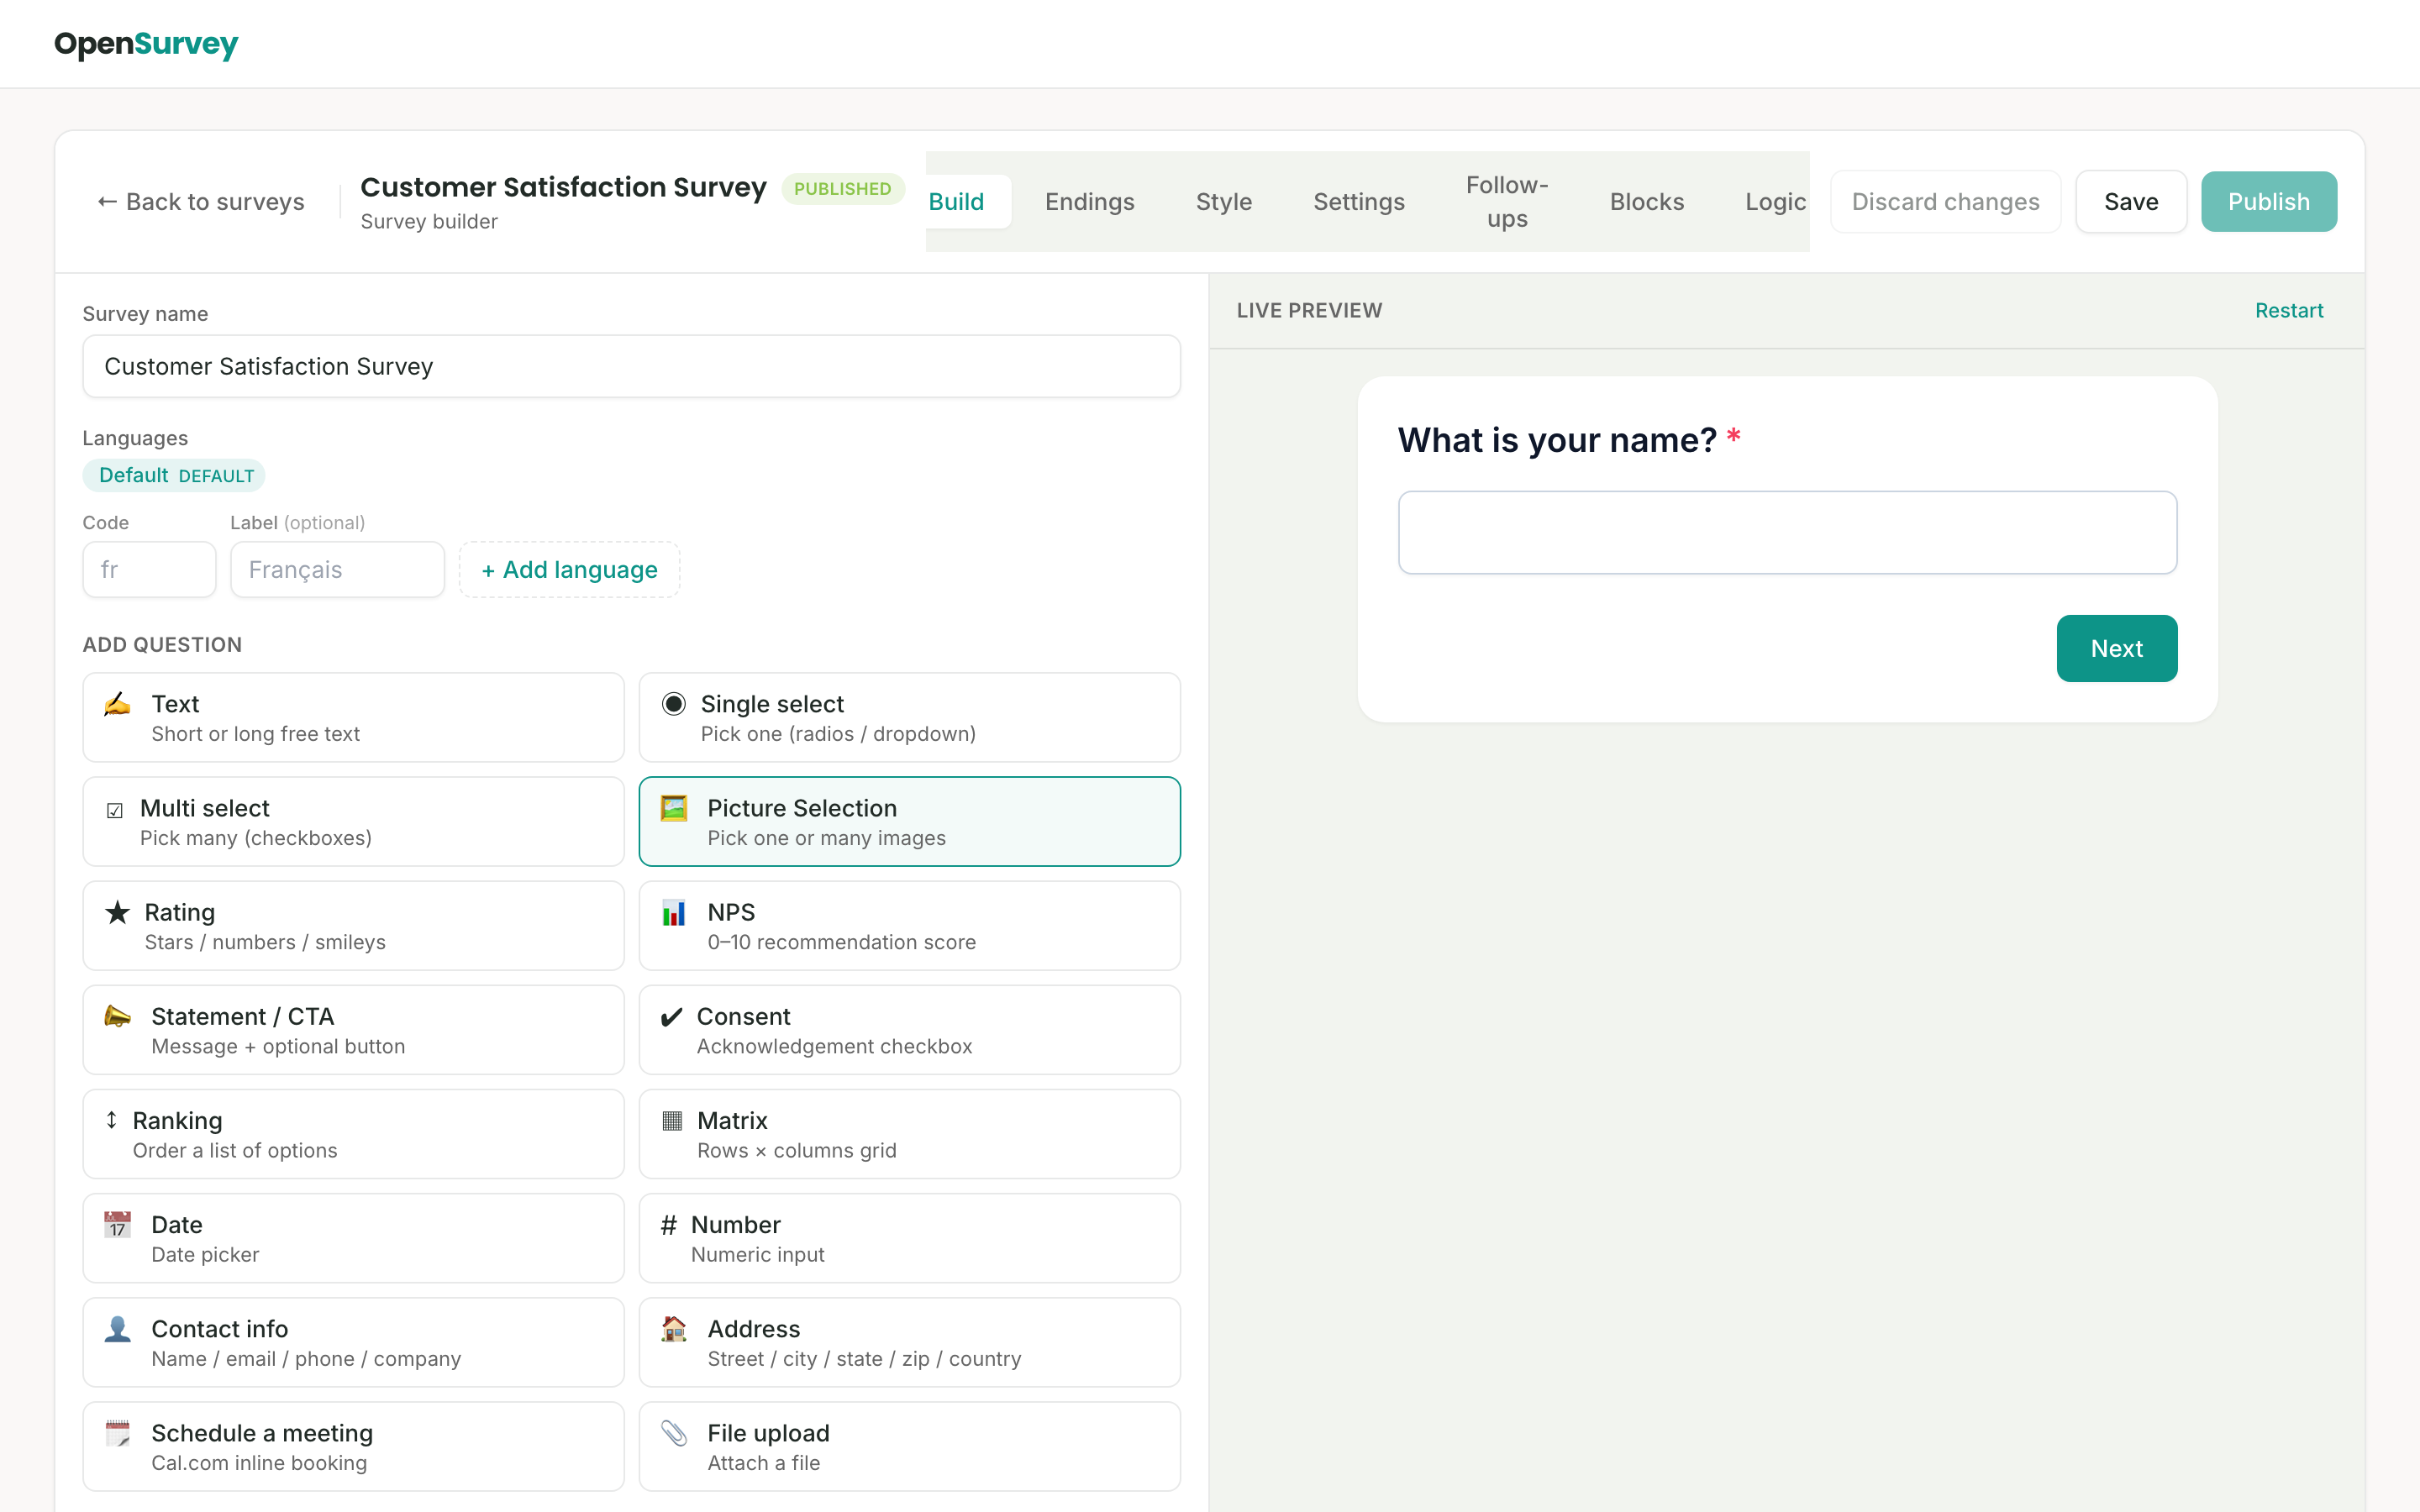 OpenSurvey
← Back to surveys
Customer Satisfaction Survey
PUBLISHED
Survey builder
Build
Endings
Style
Settings
Follow-
ups
Blocks
Logic
Discard changes
Save
Publish
Survey name
Customer Satisfaction Survey
Languages
Default DEFAULT
Code
Label (optional)
fr
Français
+ Add language
ADD QUESTION
Text
Short or long free text
Single select
Pick one (radios / dropdown)
Multi select
Pick many (checkboxes)
Picture Selection
Pick one or many images
Rating
Stars / numbers / smileys
NPS
0–10 recommendation score
Statement / CTA
Message + optional button
Consent
Acknowledgement checkbox
Ranking
Order a list of options
Matrix
Rows × columns grid
17
Date
Date picker
# Number
Numeric input
Contact info
Name / email / phone / company
Address
Street / city / state / zip / country
Schedule a meeting
Cal.com inline booking
File upload
Attach a file
LIVE PREVIEW
Restart
What is your name? *
Next